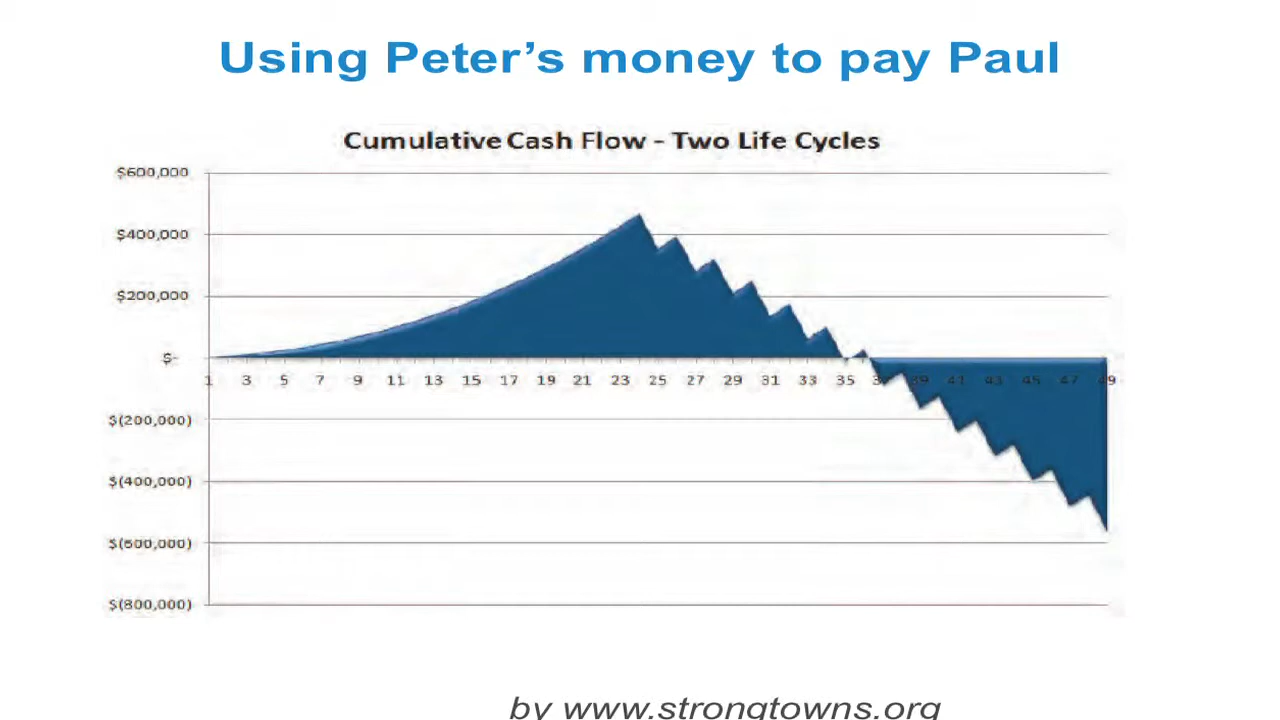 Using Peter's money to pay Paul
Cumulative Cash Flow - Two Life Cycles
$600,000
$400,000
$200,000
$-
1 3 5 7 9 11 13 15 17 19 21 23 25 27 29 31 33 35 37 39 41 43 45 47 49
$(200,000)
$(400,000)
$(600,000)
$(800,000)
by www.strongtowns.org